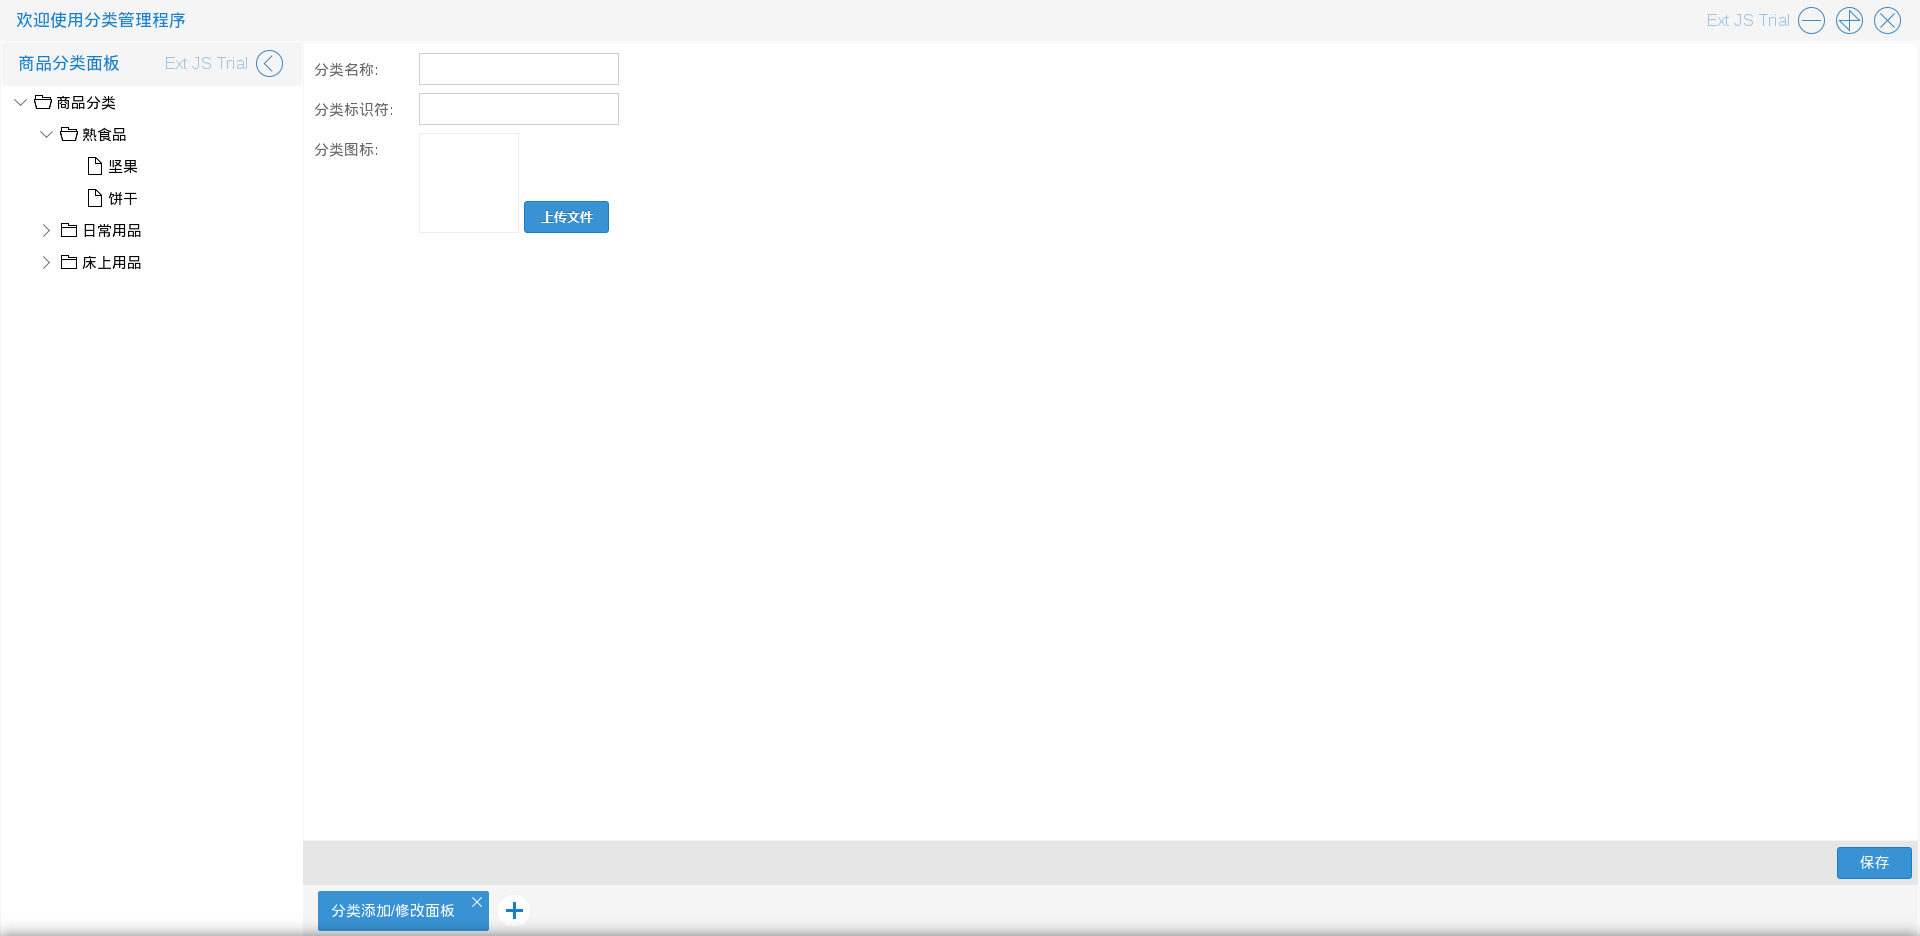 欢迎使用分类管理程序
Ext JS Trial
商品分类面板
Ext JS Trial
商品分类
熟食品
坚果
饼干
日常用品
床上用品
分类名称:
分类标识符:
分类图标:
上传文件
保存
分类添加/修改面板